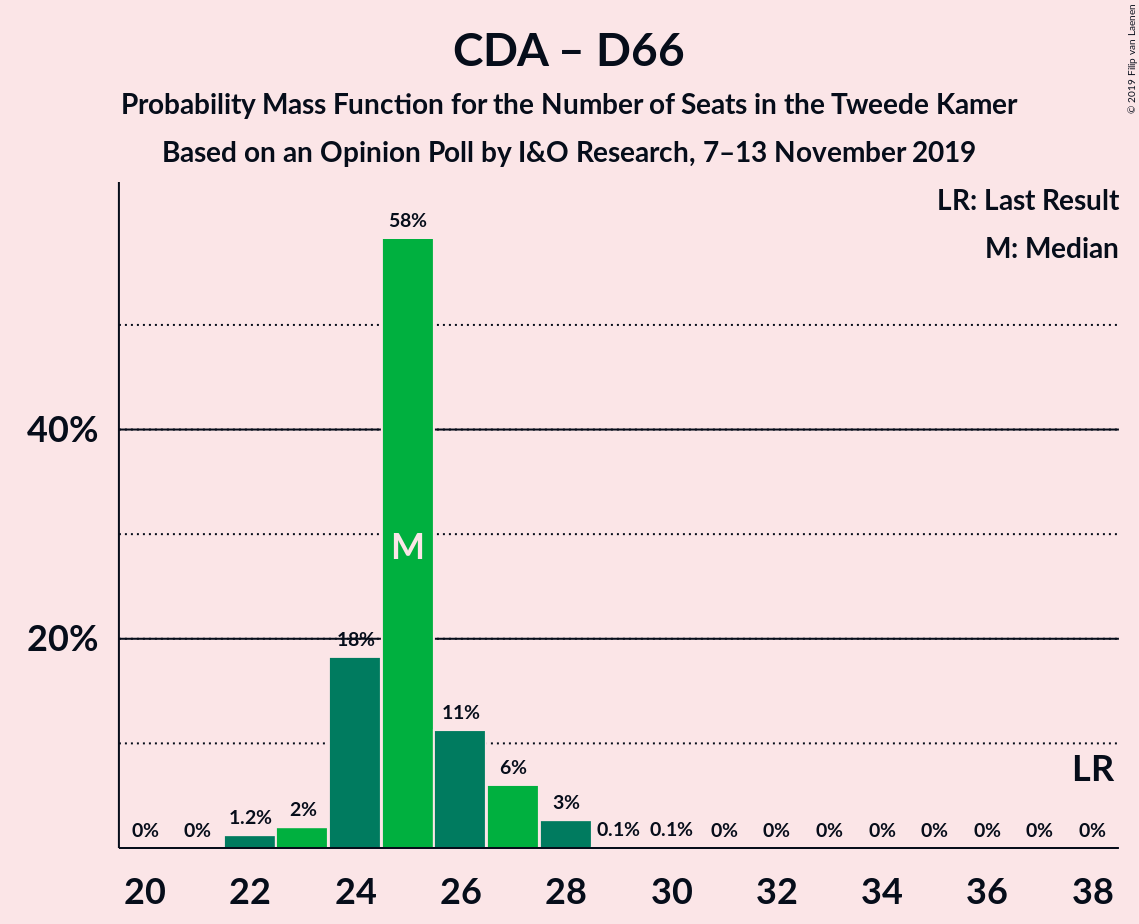 CDA – D66
Probability Mass Function for the Number of Seats in the Tweede Kamer
Based on an Opinion Poll by I&O Research, 7–13 November 2019
© 2019 Filip van Laenen
LR: Last Result
M: Median
58%
40%
M
20%
18%
11%
LR
6%
3%
2%
1.2%
0% 0% 0.1% 0.1% 0% 0% 0% 0% 0% 0% 0% 0%
20 22 24 26 28 30 32 34 36 38